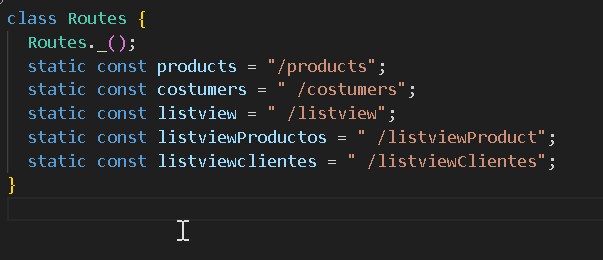 class Routes {
  Routes._();
  static const products = "/products";
  static const costumers = " /costumers";
  static const listview = " /listview";
  static const listviewProductos = " /listviewProduct";
  static const listviewclientes = " /listviewClientes";
}